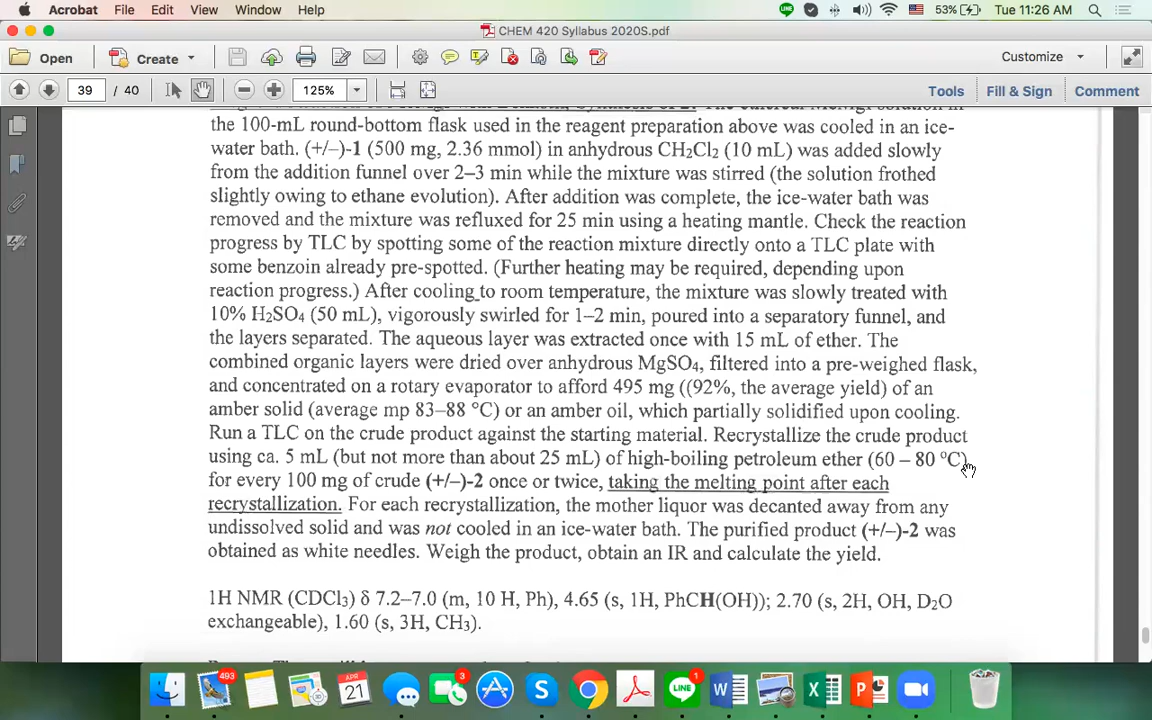 Acrobat File Edit View Window Help 53% Tue 11:26 AM
CHEM 420 Syllabus 2020S.pdf
Open Create Customize
39 / 40 125% Tools Fill & Sign Comment
the 100-mL round-bottom flask used in the reagent preparation above was cooled in an ice-
water bath. (+/–)-1 (500 mg, 2.36 mmol) in anhydrous CH2Cl2 (10 mL) was added slowly
from the addition funnel over 2–3 min while the mixture was stirred (the solution frothed
slightly owing to ethane evolution). After addition was complete, the ice-water bath was
removed and the mixture was refluxed for 25 min using a heating mantle. Check the reaction
progress by TLC by spotting some of the reaction mixture directly onto a TLC plate with
some benzoin already pre-spotted. (Further heating may be required, depending upon
reaction progress.) After cooling to room temperature, the mixture was slowly treated with
10% H2SO4 (50 mL), vigorously swirled for 1–2 min, poured into a separatory funnel, and
the layers separated. The aqueous layer was extracted once with 15 mL of ether. The
combined organic layers were dried over anhydrous MgSO4, filtered into a pre-weighed flask,
and concentrated on a rotary evaporator to afford 495 mg ((92%, the average yield) of an
amber solid (average mp 83–88 °C) or an amber oil, which partially solidified upon cooling.
Run a TLC on the crude product against the starting material. Recrystallize the crude product
using ca. 5 mL (but not more than about 25 mL) of high-boiling petroleum ether (60 – 80 °C)
for every 100 mg of crude (+/–)-2 once or twice, taking the melting point after each
recrystallization. For each recrystallization, the mother liquor was decanted away from any
undissolved solid and was not cooled in an ice-water bath. The purified product (+/–)-2 was
obtained as white needles. Weigh the product, obtain an IR and calculate the yield.
1H NMR (CDCl3) δ 7.2–7.0 (m, 10 H, Ph), 4.65 (s, 1H, PhCH(OH)); 2.70 (s, 2H, OH, D2O
exchangeable), 1.60 (s, 3H, CH3).
493 APR 21 3 1
LINE